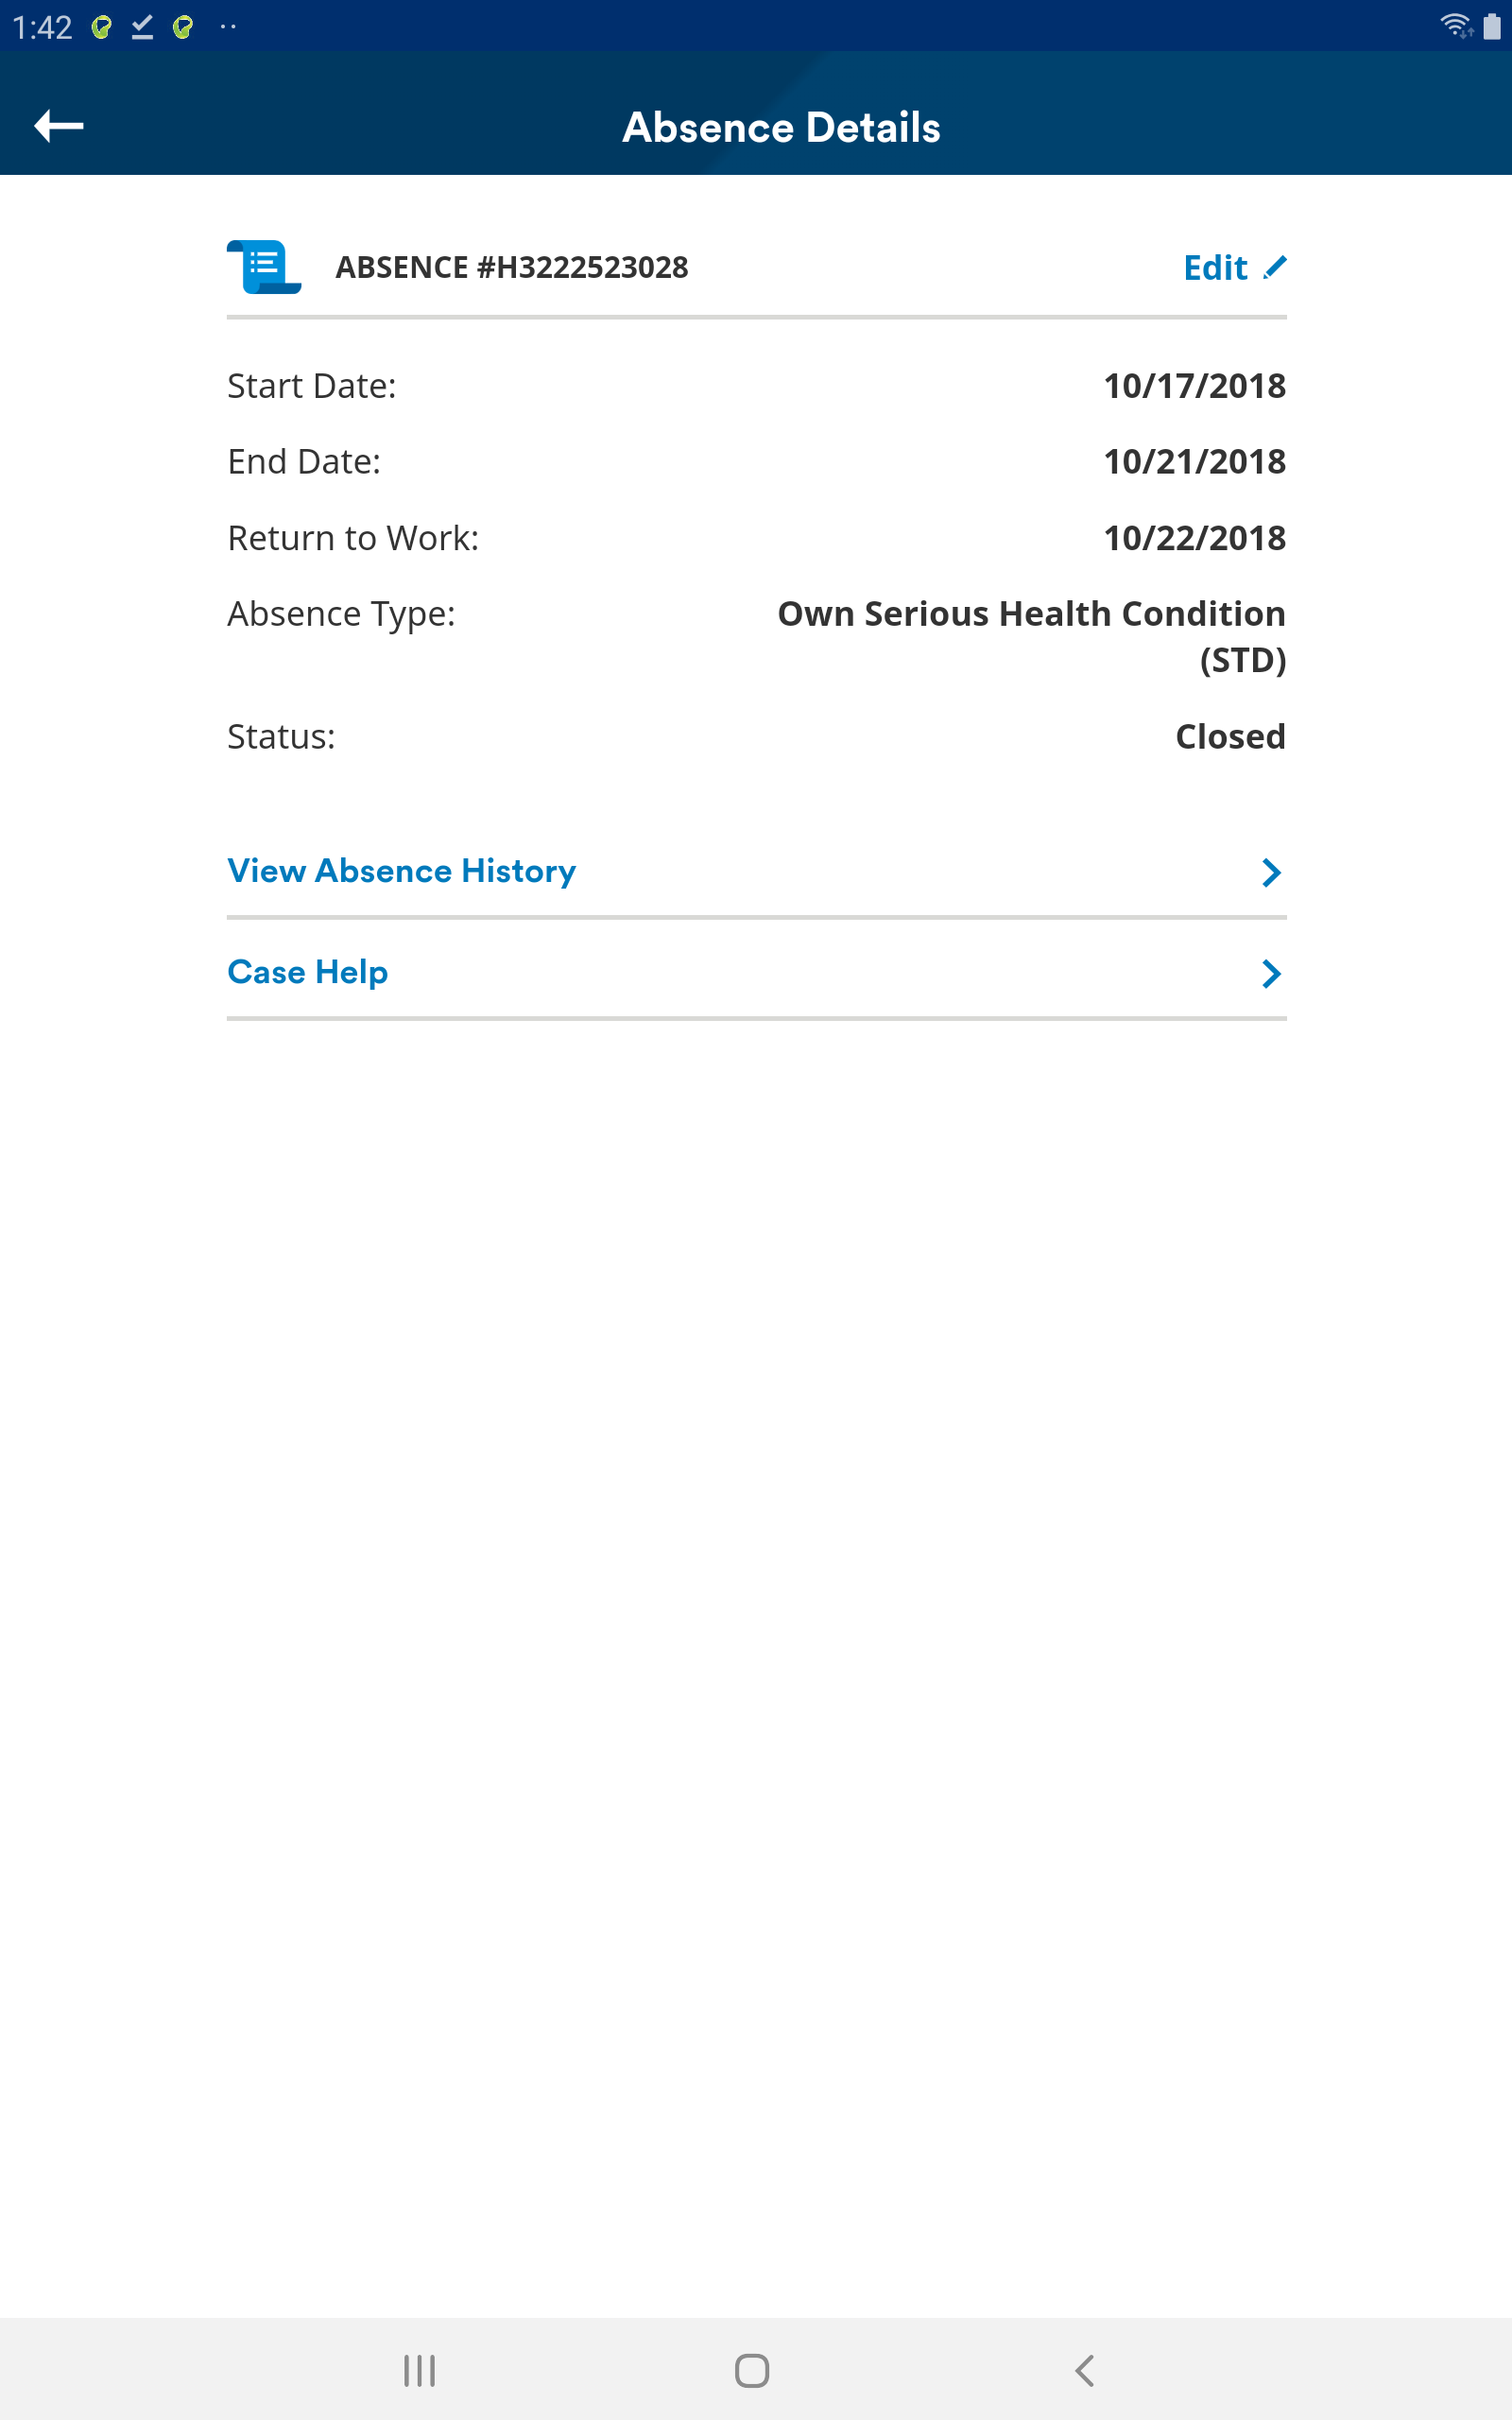 1:42
Absence Details
ABSENCE #H3222523028
Edit
Start Date:
10/17/2018
End Date:
10/21/2018
Return to Work:
10/22/2018
Absence Type:
Own Serious Health Condition
(STD)
Status:
Closed
View Absence History
Case Help